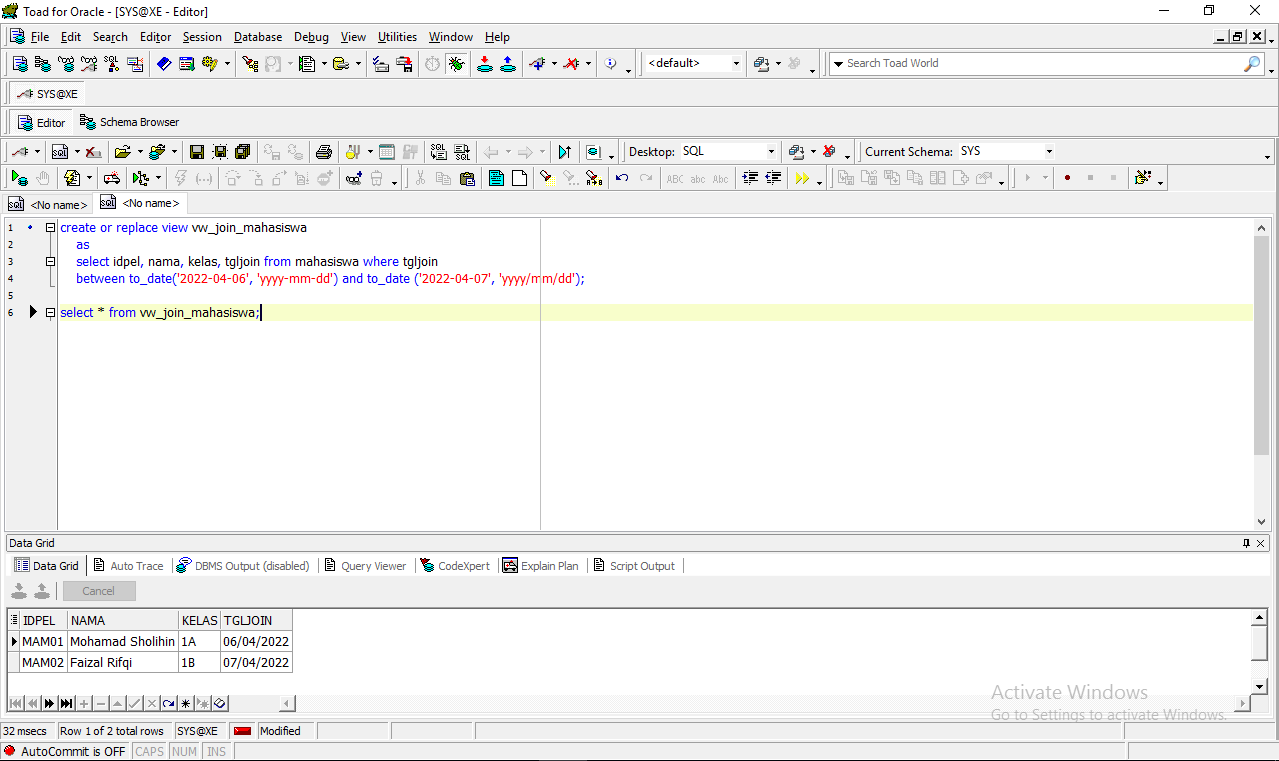 Toad for Oracle - [SYS@XE - Editor]
File Edit Search Editor Session Database Debug View Utilities Window Help
<default> Search Toad World
SYS@XE
Editor Schema Browser
Desktop: SQL Current Schema: SYS
<No name> <No name>
1 create or replace view vw_join_mahasiswa
2 as
3 select idpel, nama, kelas, tgljoin from mahasiswa where tgljoin
4 between to_date('2022-04-06', 'yyyy-mm-dd') and to_date ('2022-04-07', 'yyyy/mm/dd');
5
6 select * from vw_join_mahasiswa;
Data Grid
Data Grid Auto Trace DBMS Output (disabled) Query Viewer CodeXpert Explain Plan Script Output
Cancel
IDPEL NAMA KELAS TGLJOIN
MAM01 Mohamad Sholihin 1A 06/04/2022
MAM02 Faizal Rifqi 1B 07/04/2022
Activate Windows
Go to Settings to activate Windows.
32 msecs Row 1 of 2 total rows SYS@XE Modified
AutoCommit is OFF CAPS NUM INS